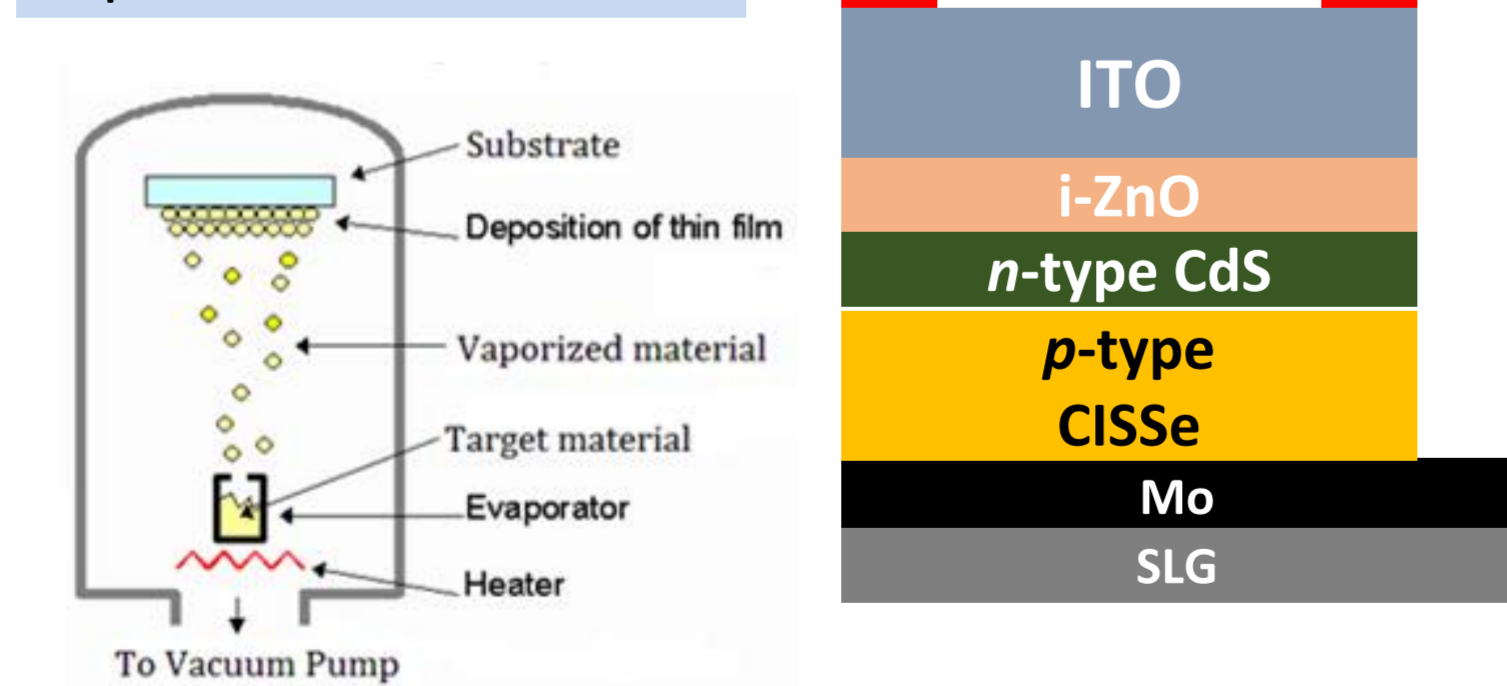 Substrate
Deposition of thin film
Vaporized material
Target material
Evaporator
Heater
To Vacuum Pump
ITO
i-ZnO
n-type CdS
p-type
CISSe
Mo
SLG